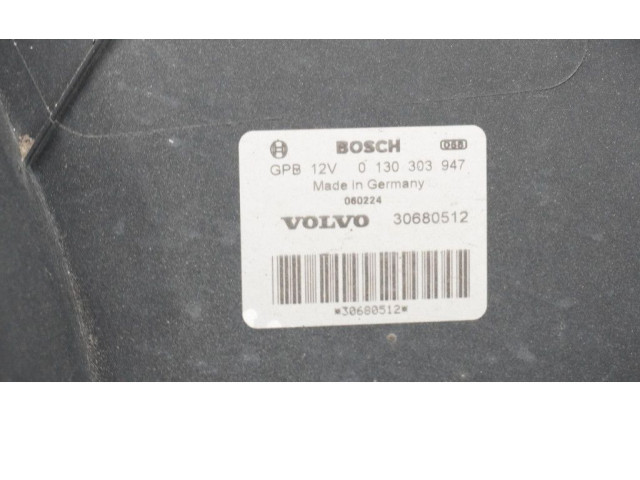 BOSCH
GPB 12V 0 130 303 947
Made in Germany
060224
VOLVO 30680512
*30680512*